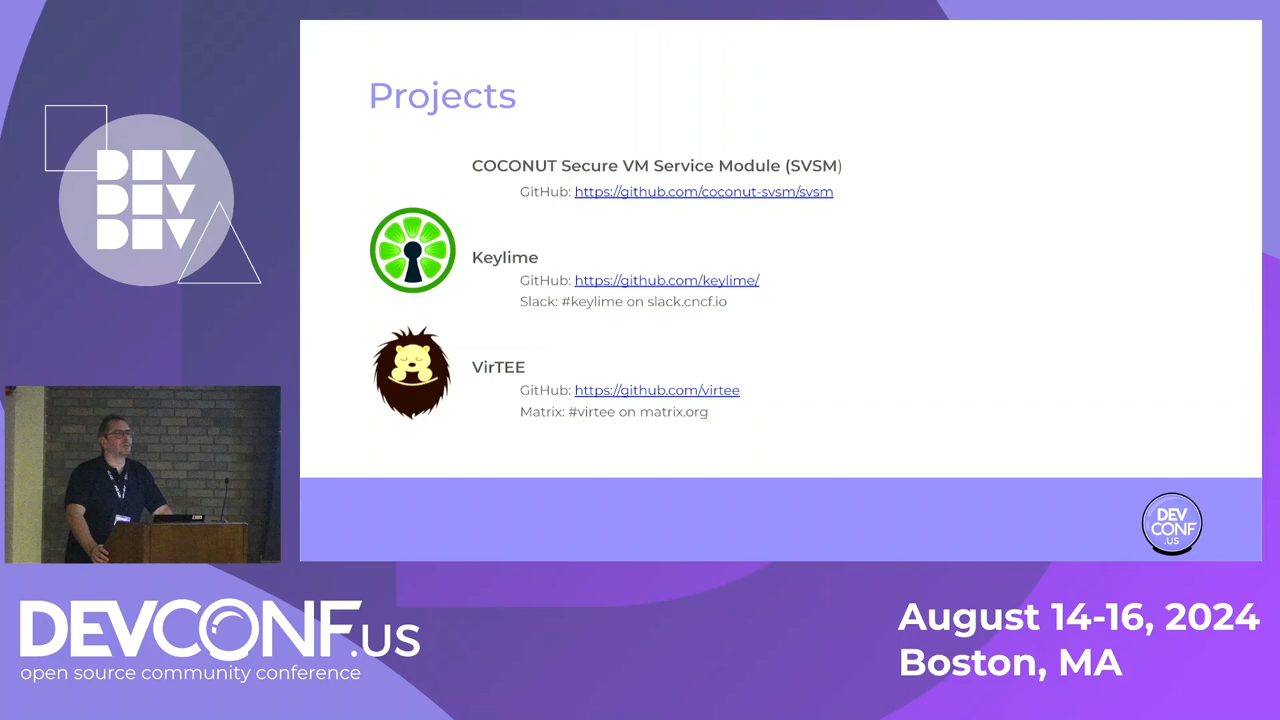 Projects
COCONUT Secure VM Service Module (SVSM)
GitHub: https://github.com/coconut-svsm/svsm
Keylime
GitHub: https://github.com/keylime/
Slack: #keylime on slack.cncf.io
VirTEE
GitHub: https://github.com/virtee
Matrix: #virtee on matrix.org
DEV
CONF
.US
DEV
DEV
DEV
DEVCONF.US
open source community conference
August 14-16, 2024
Boston, MA